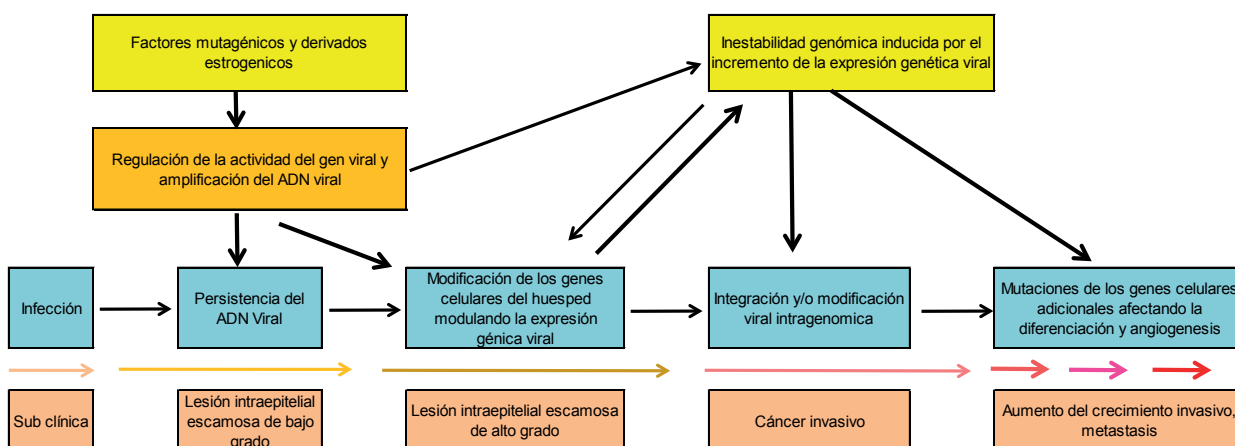 Factores mutagénicos y derivados
estrogenicos
Inestabilidad genómica inducida por el
incremento de la expresión genética viral
Regulación de la actividad del gen viral y
amplificación del ADN viral
Infección
Persistencia del
ADN Viral
Modificación de los genes
celulares del huesped
modulando la expresión
génica viral
Integración y/o modificación
viral intragenomica
Mutaciones de los genes celulares
adicionales afectando la
diferenciación y angiogenesis
Sub clínica
Lesión intraepitelial
escamosa de bajo
grado
Lesión intraepitelial escamosa
de alto grado
Cáncer invasivo
Aumento del crecimiento invasivo,
metastasis